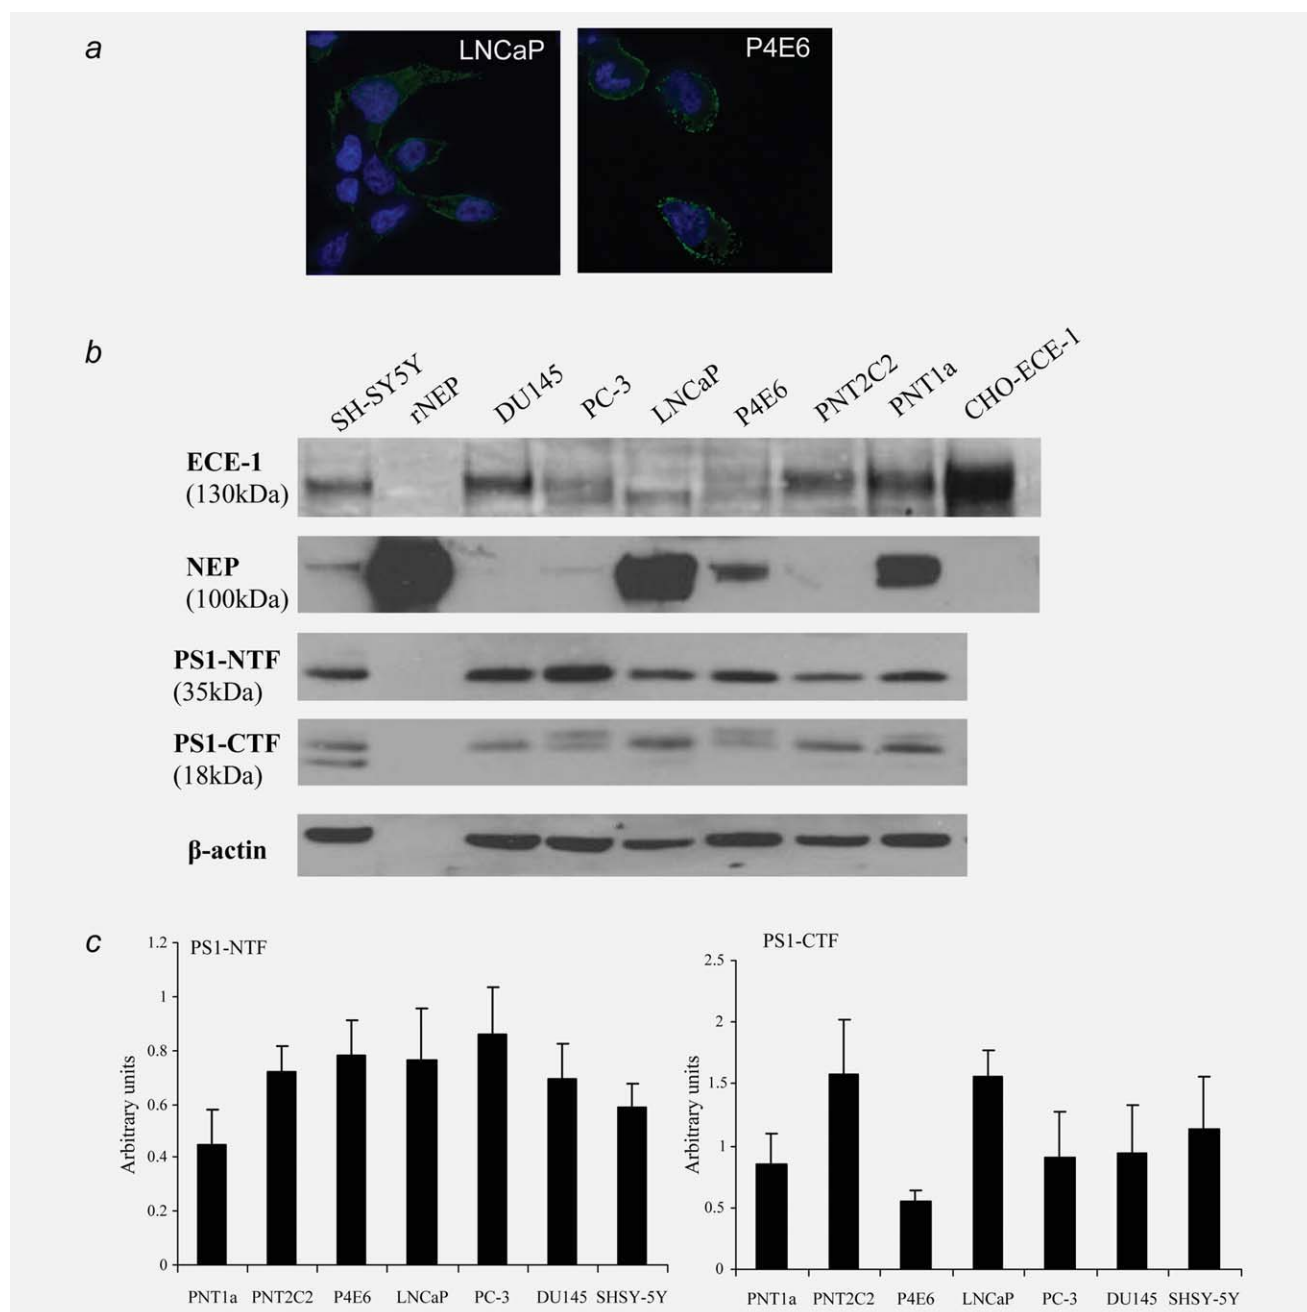 a
LNCaP
P4E6
b
SH-SY5Y rNEP DU145 PC-3 LNCaP P4E6 PNT2C2 PNT1a CHO-ECE-1
ECE-1
(130kDa)
NEP
(100kDa)
PS1-NTF
(35kDa)
PS1-CTF
(18kDa)
β-actin
c
PS1-NTF
Arbitrary units
1.2
1
0.8
0.6
0.4
0.2
0
PNT1a PNT2C2 P4E6 LNCaP PC-3 DU145 SHSY-5Y
PS1-CTF
Arbitrary units
2.5
2
1.5
1
0.5
0
PNT1a PNT2C2 P4E6 LNCaP PC-3 DU145 SHSY-5Y